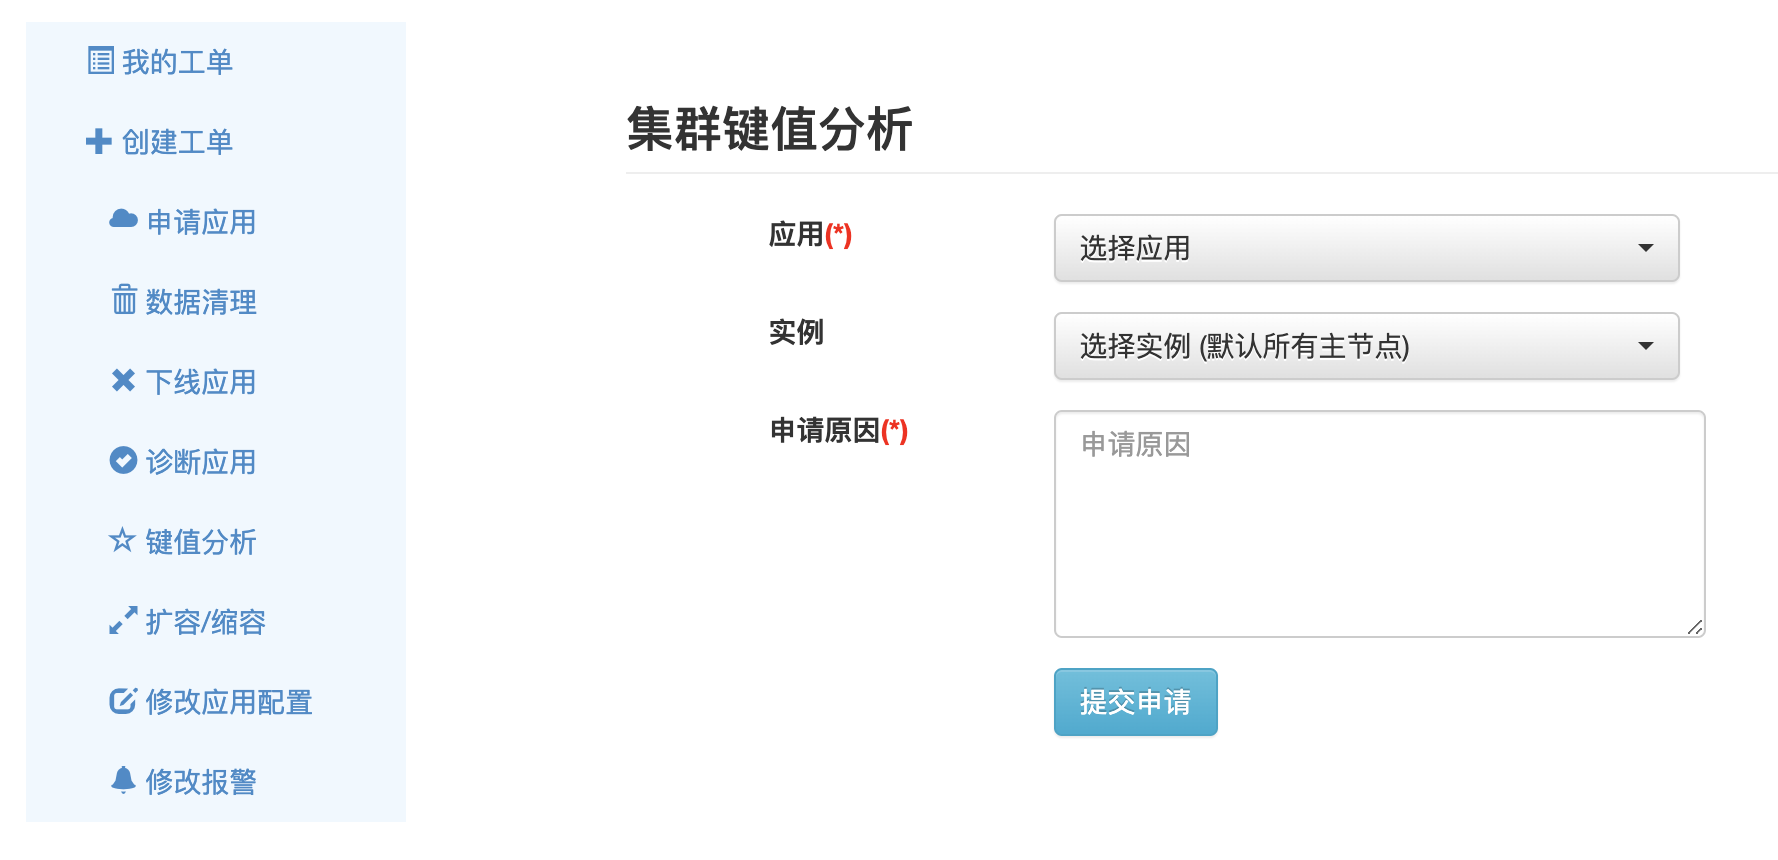 我的工单
创建工单
申请应用
数据清理
下线应用
诊断应用
键值分析
扩容/缩容
修改应用配置
修改报警
集群键值分析
应用(*)
选择应用
实例
选择实例 (默认所有主节点)
申请原因(*)
申请原因
提交申请